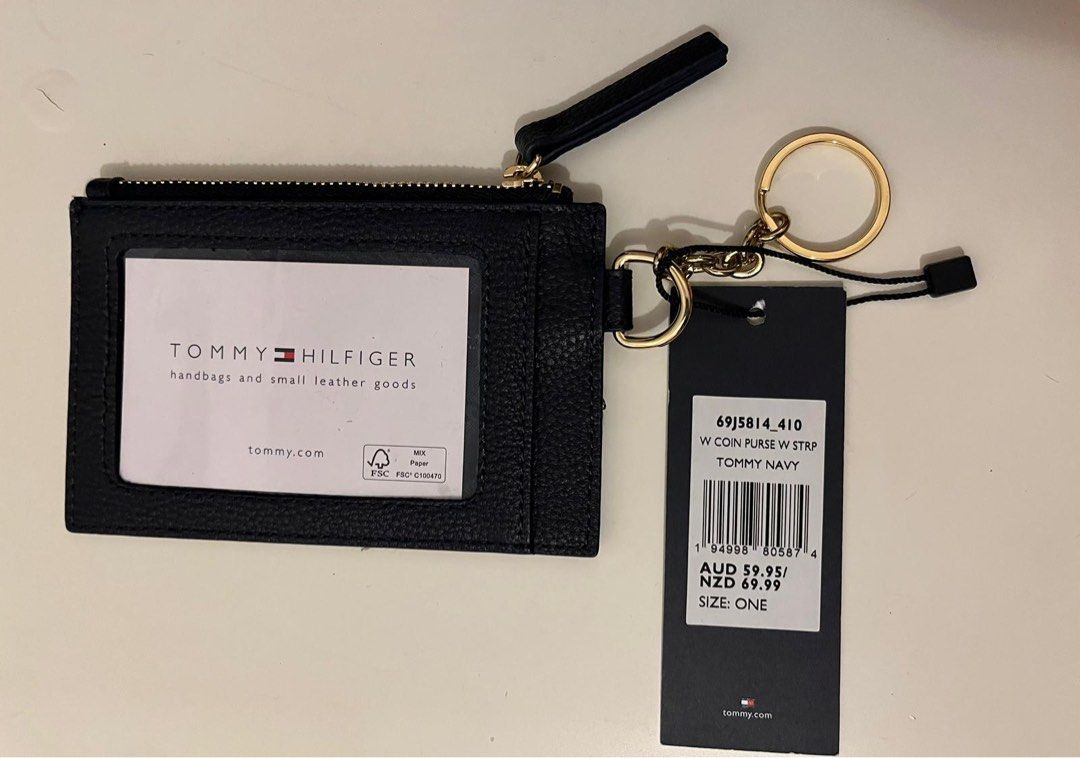 TOMMY HILFIGER
handbags and small leather goods
tommy.com
FSC
MIX
Paper
FSC® C100470
69J5814_410
W COIN PURSE W STRP
TOMMY NAVY
1 94998 80587 4
AUD 59.95/
NZD 69.99
SIZE: ONE
tommy.com